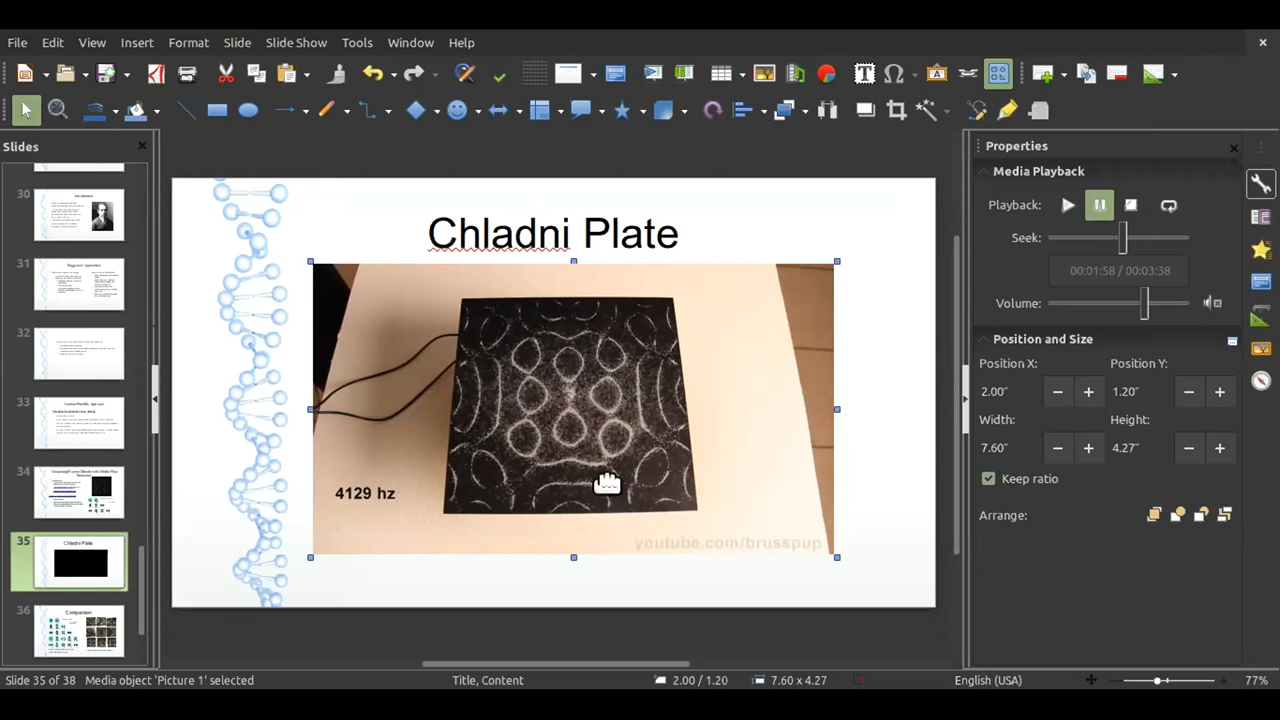 File Edit View Insert Format Slide Slide Show Tools Window Help
Slides
30
31
32
33
34
35
Chladni Plate
36
Comparison
Chladni Plate
4129 hz
youtube.com/brusspup
Properties
Media Playback
Playback:
Seek:
00:01:58 / 00:03:38
Volume:
Position and Size
Position X: Position Y:
2.00″ 1.20″
Width: Height:
7.60″ 4.27″
Keep ratio
Arrange:
Slide 35 of 38 Media object 'Picture 1' selected Title, Content 2.00 / 1.20 7.60 x 4.27 English (USA) 77%